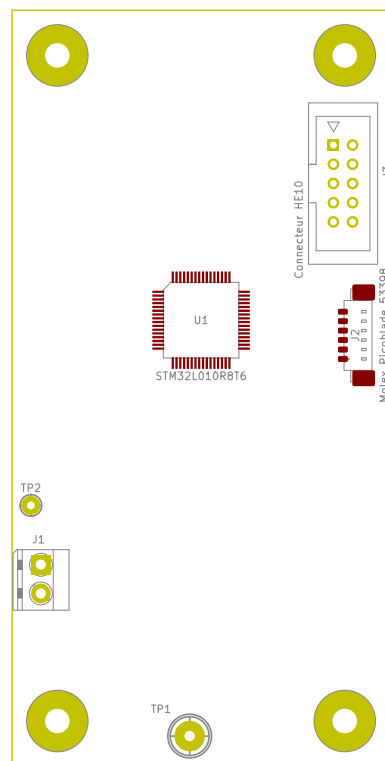 Connecteur HE10
U1
STM32L010R8T6
J2
Molex Picoblade 53398
TP2
J1
TP1